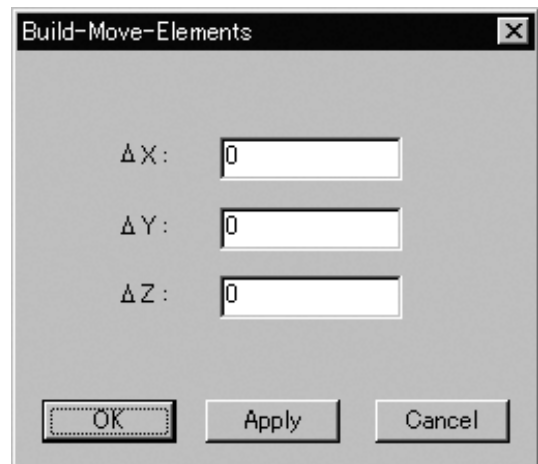 Build-Move-Elements
ΔX: 0
ΔY: 0
ΔZ: 0
OK Apply Cancel